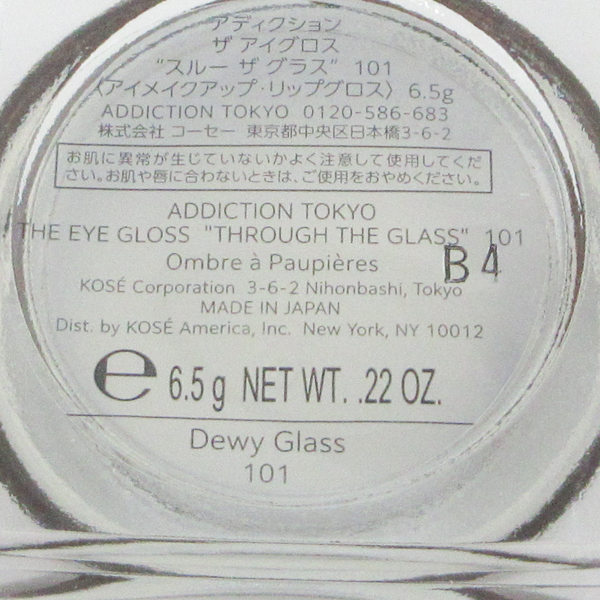 アディクション
ザ アイグロス
"スルー ザ グラス" 101
〈アイメイクアップ・リップグロス〉 6.5g
ADDICTION TOKYO 0120-586-683
株式会社 コーセー 東京都中央区日本橋3-6-2
お肌に異常が生じていないかよく注意して使用してくだ
さい。お肌や唇に合わないときは、ご使用をおやめください。
ADDICTION TOKYO
THE EYE GLOSS "THROUGH THE GLASS" 101
Ombre à Paupières
B4
KOSÉ Corporation 3-6-2 Nihonbashi, Tokyo
MADE IN JAPAN
Dist. by KOSÉ America, Inc. New York, NY 10012
℮ 6.5 g NET WT. .22 OZ.
Dewy Glass
101